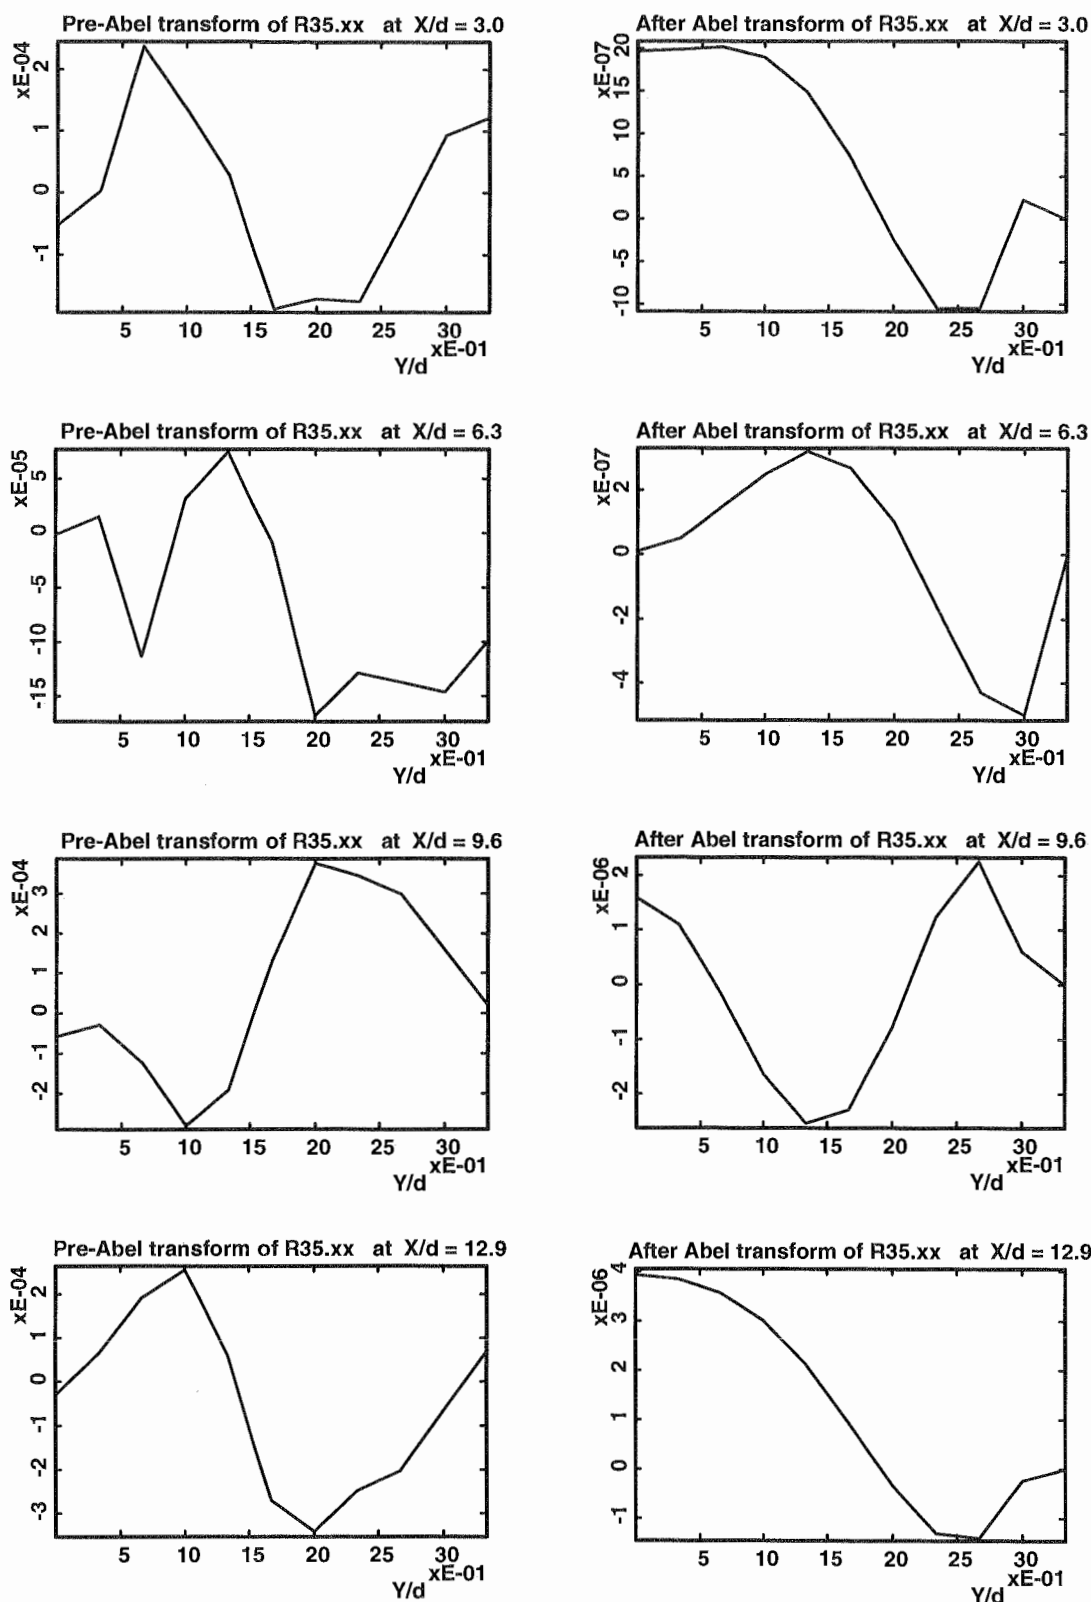 Pre-Abel transform of R35.xx at X/d = 3.0
xE-04
2
1
0
-1
5 10 15 20 25 30
xE-01
Y/d
After Abel transform of R35.xx at X/d = 3.0
xE-07
20
15
10
5
0
-5
-10
5 10 15 20 25 30
xE-01
Y/d
Pre-Abel transform of R35.xx at X/d = 6.3
xE-05
5
0
-5
-10
-15
5 10 15 20 25 30
xE-01
Y/d
After Abel transform of R35.xx at X/d = 6.3
xE-07
2
0
-2
-4
5 10 15 20 25 30
xE-01
Y/d
Pre-Abel transform of R35.xx at X/d = 9.6
xE-04
3
2
1
0
-1
-2
5 10 15 20 25 30
xE-01
Y/d
After Abel transform of R35.xx at X/d = 9.6
xE-06
2
1
0
-1
-2
5 10 15 20 25 30
xE-01
Y/d
Pre-Abel transform of R35.xx at X/d = 12.9
xE-04
2
1
0
-1
-2
-3
5 10 15 20 25 30
xE-01
Y/d
After Abel transform of R35.xx at X/d = 12.9
xE-06
4
3
2
1
0
-1
5 10 15 20 25 30
xE-01
Y/d